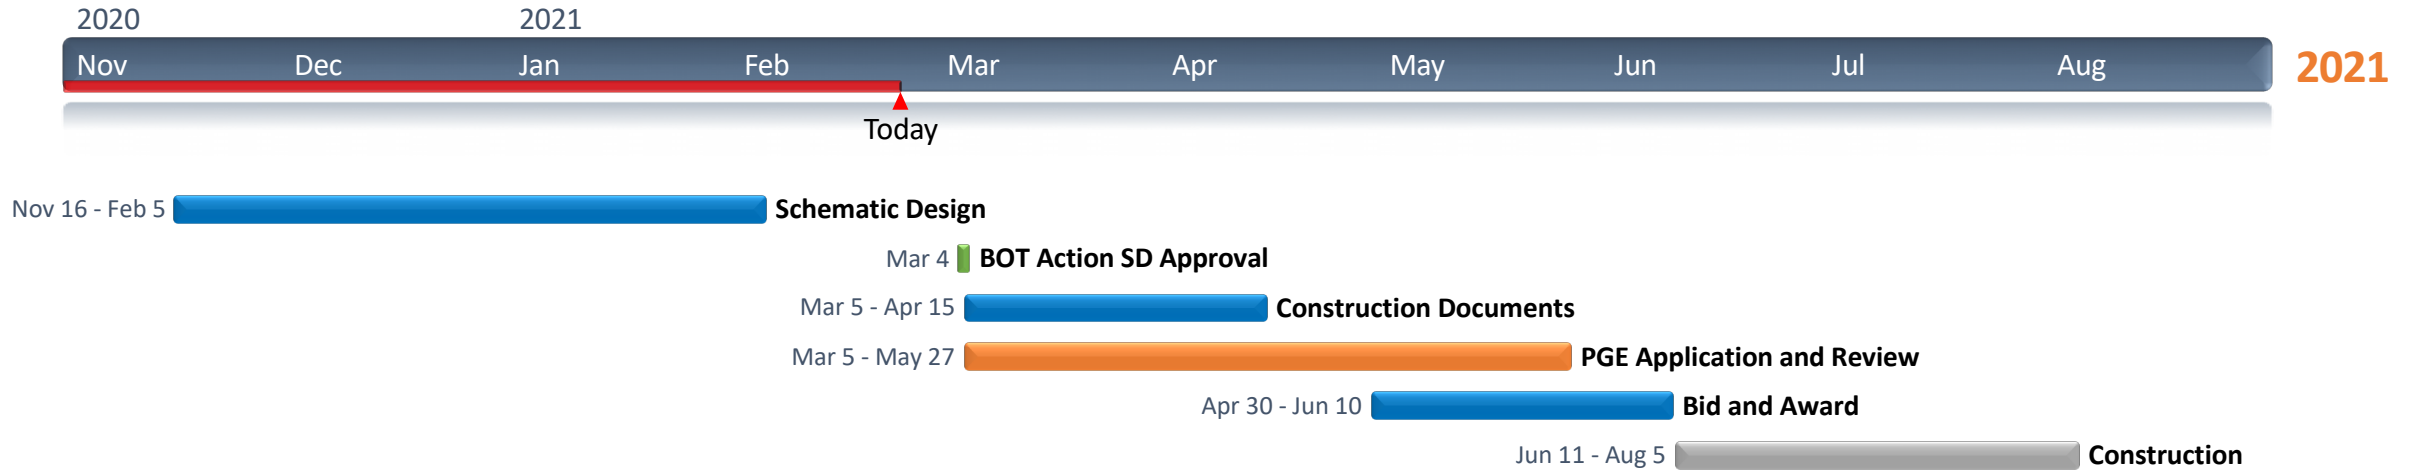 2020 2021
Nov Dec Jan Feb Mar Apr May Jun Jul Aug 2021
Today
Nov 16 - Feb 5 Schematic Design
Mar 4 BOT Action SD Approval
Mar 5 - Apr 15 Construction Documents
Mar 5 - May 27 PGE Application and Review
Apr 30 - Jun 10 Bid and Award
Jun 11 - Aug 5 Construction